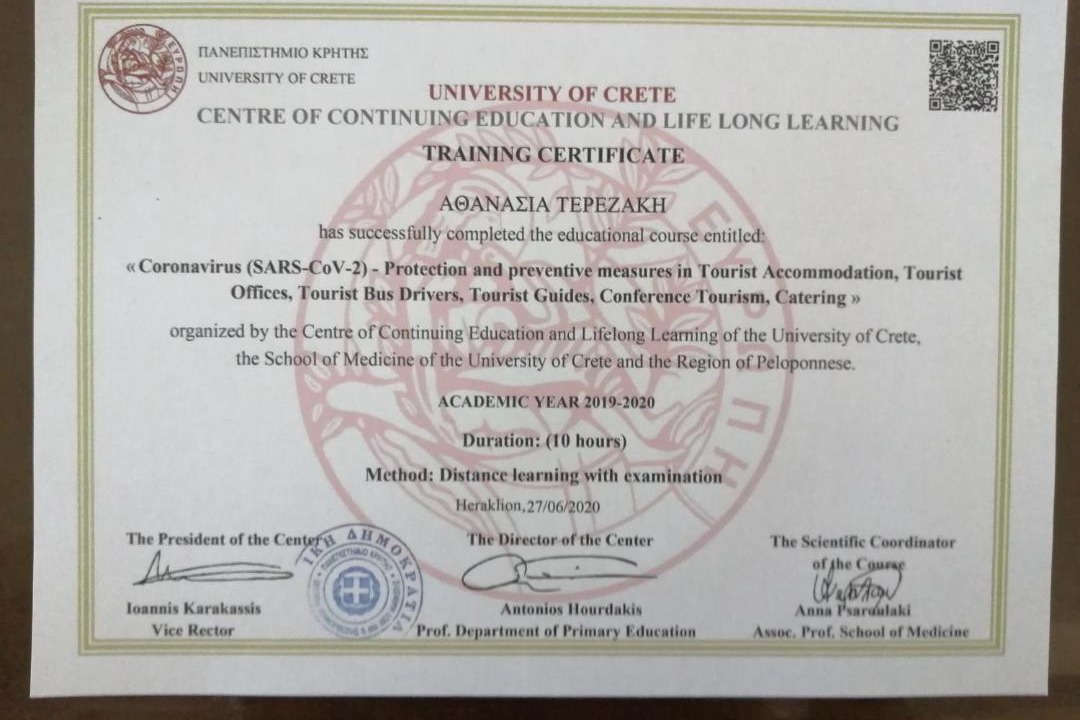 ΠΑΝΕΠΙΣΤΗΜΙΟ ΚΡΗΤΗΣ
UNIVERSITY OF CRETE
UNIVERSITY OF CRETE
CENTRE OF CONTINUING EDUCATION AND LIFE LONG LEARNING
TRAINING CERTIFICATE
ΑΘΑΝΑΣΙΑ ΤΕΡΕΖΑΚΗ
has successfully completed the educational course entitled:
«Coronavirus (SARS-CoV-2) - Protection and preventive measures in Tourist Accommodation, Tourist
Offices, Tourist Bus Drivers, Tourist Guides, Conference Tourism, Catering »
organized by the Centre of Continuing Education and Lifelong Learning of the University of Crete,
the School of Medicine of the University of Crete and the Region of Peloponnese.
ACADEMIC YEAR 2019-2020
Duration: (10 hours)
Method: Distance learning with examination
Heraklion,27/06/2020
The President of the Center
The Director of the Center
The Scientific Coordinator
of the Course
Ioannis Karakassis
Antonios Hourdakis
Anna Psaroulaki
Vice Rector
Prof. Department of Primary Education
Assoc. Prof. School of Medicine
ΕΥΡΩΠΗ
ΙΚΗ ΔΗΜΟΚΡΑΤΙΑ
ΠΑΝΕΠΙΣΤΗΜΙΟ ΚΡΗΤΗΣ